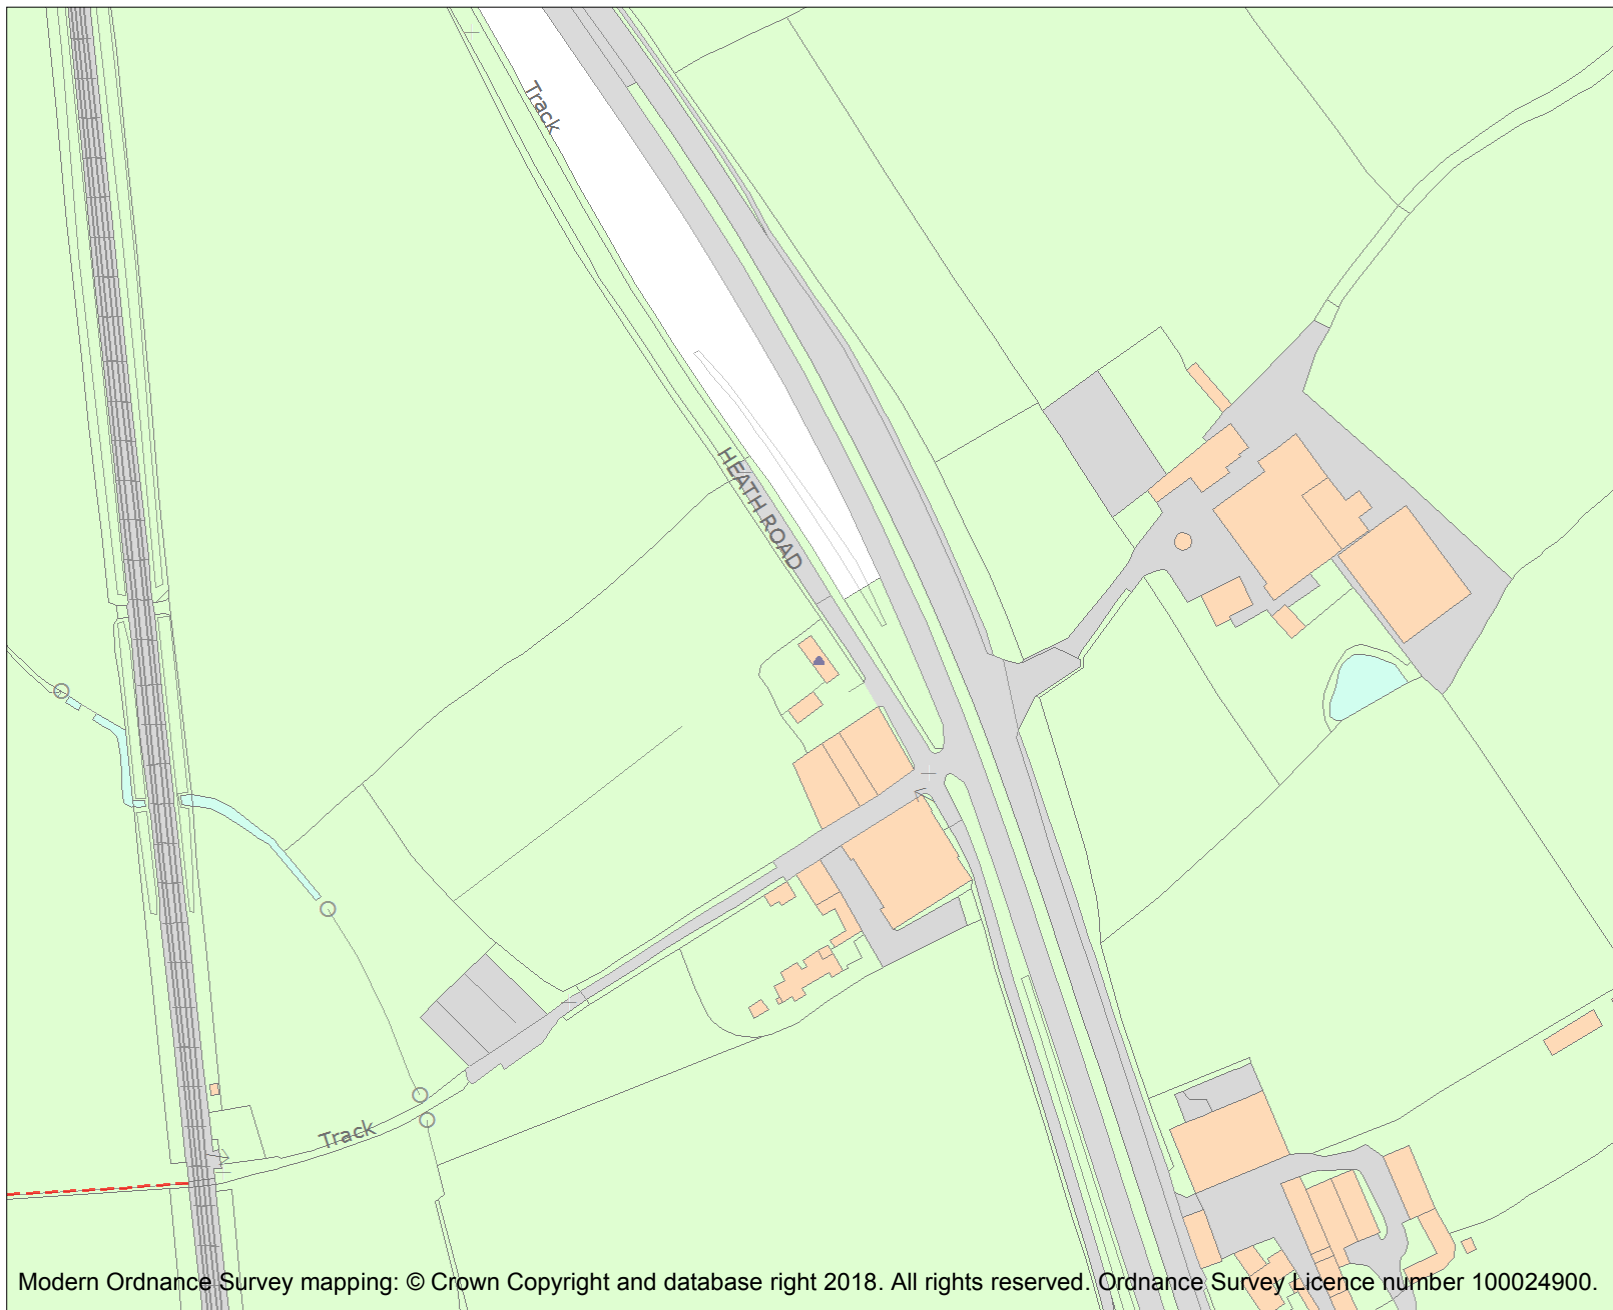 Track
HEATH ROAD
Track
Modern Ordnance Survey mapping: © Crown Copyright and database right 2018. All rights reserved. Ordnance Survey Licence number 100024900.